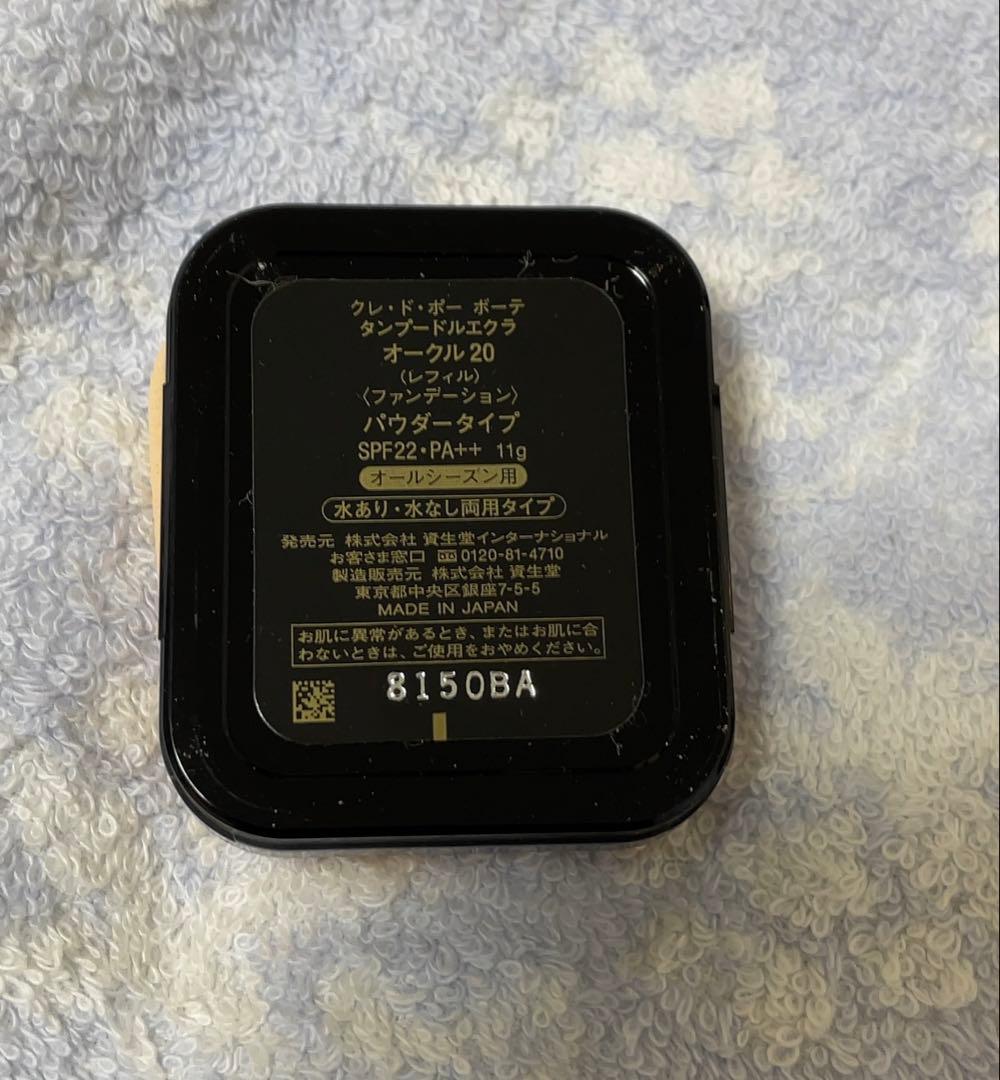 クレ・ド・ポー ボーテ
タンプードルエクラ
オークル20
（レフィル）
〈ファンデーション〉
パウダータイプ
SPF22・PA++ 11g
オールシーズン用
水あり・水なし両用タイプ
発売元 株式会社 資生堂インターナショナル
お客さま窓口 0120-81-4710
製造販売元 株式会社 資生堂
東京都中央区銀座7-5-5
MADE IN JAPAN
お肌に異常があるとき、またはお肌に合
わないときは、ご使用をおやめください。
8150BA